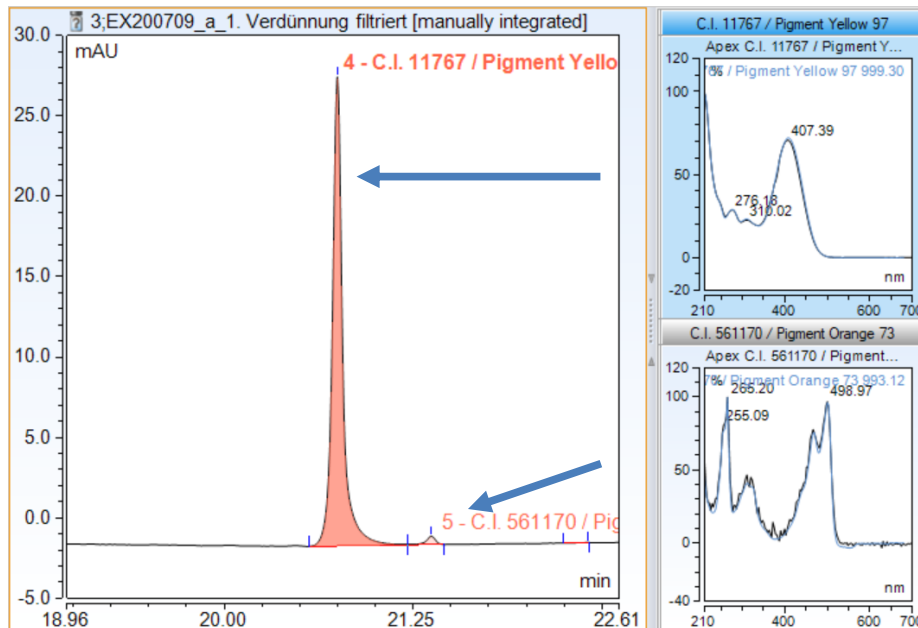 3;EX200709_a_1. Verdünnung filtriert [manually integrated]
30.0
mAU
4 - C.I. 11767 / Pigment Yello
25.0
20.0
15.0
10.0
5.0
0.0
5 - C.I. 561170 / Pig
-5.0
min
18.96
20.00
21.25
22.61
C.I. 11767 / Pigment Yellow 97
Apex C.I. 11767 / Pigment Y...
120
% / Pigment Yellow 97 999.30
100
407.39
50
276.18
310.02
0
-20
nm
210
400
600
700
C.I. 561170 / Pigment Orange 73
Apex C.I. 561170 / Pigment...
120
% / Pigment Orange 73 993.12
100
265.20
498.97
255.09
50
0
-40
nm
210
400
600
700